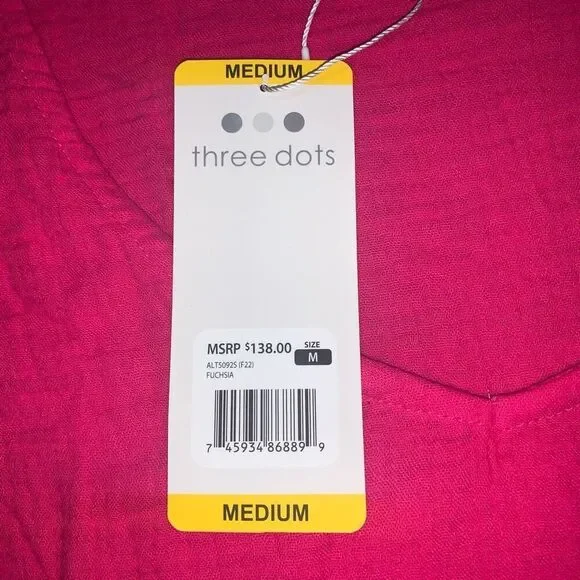 MEDIUM
three dots
MSRP $138.00
SIZE
M
ALT5092S (F22)
FUCHSIA
7 45934 86889 9
MEDIUM